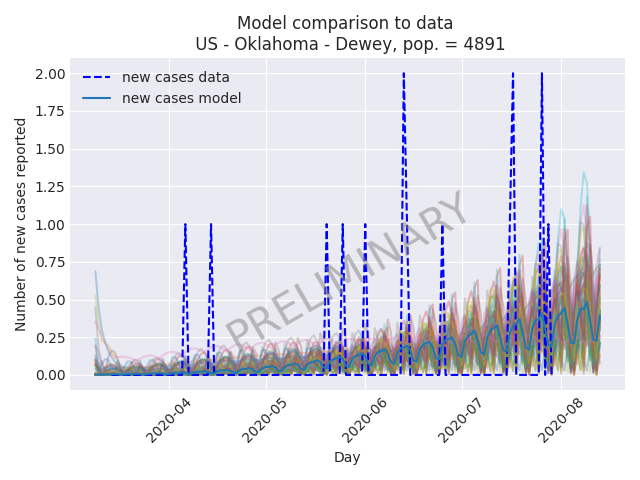 Model comparison to data
US - Oklahoma - Dewey, pop. = 4891
Number of new cases reported
2.00
1.75
1.50
1.25
1.00
0.75
0.50
0.25
0.00
new cases data
new cases model
PRELIMINARY
2020-04
2020-05
2020-06
2020-07
2020-08
Day